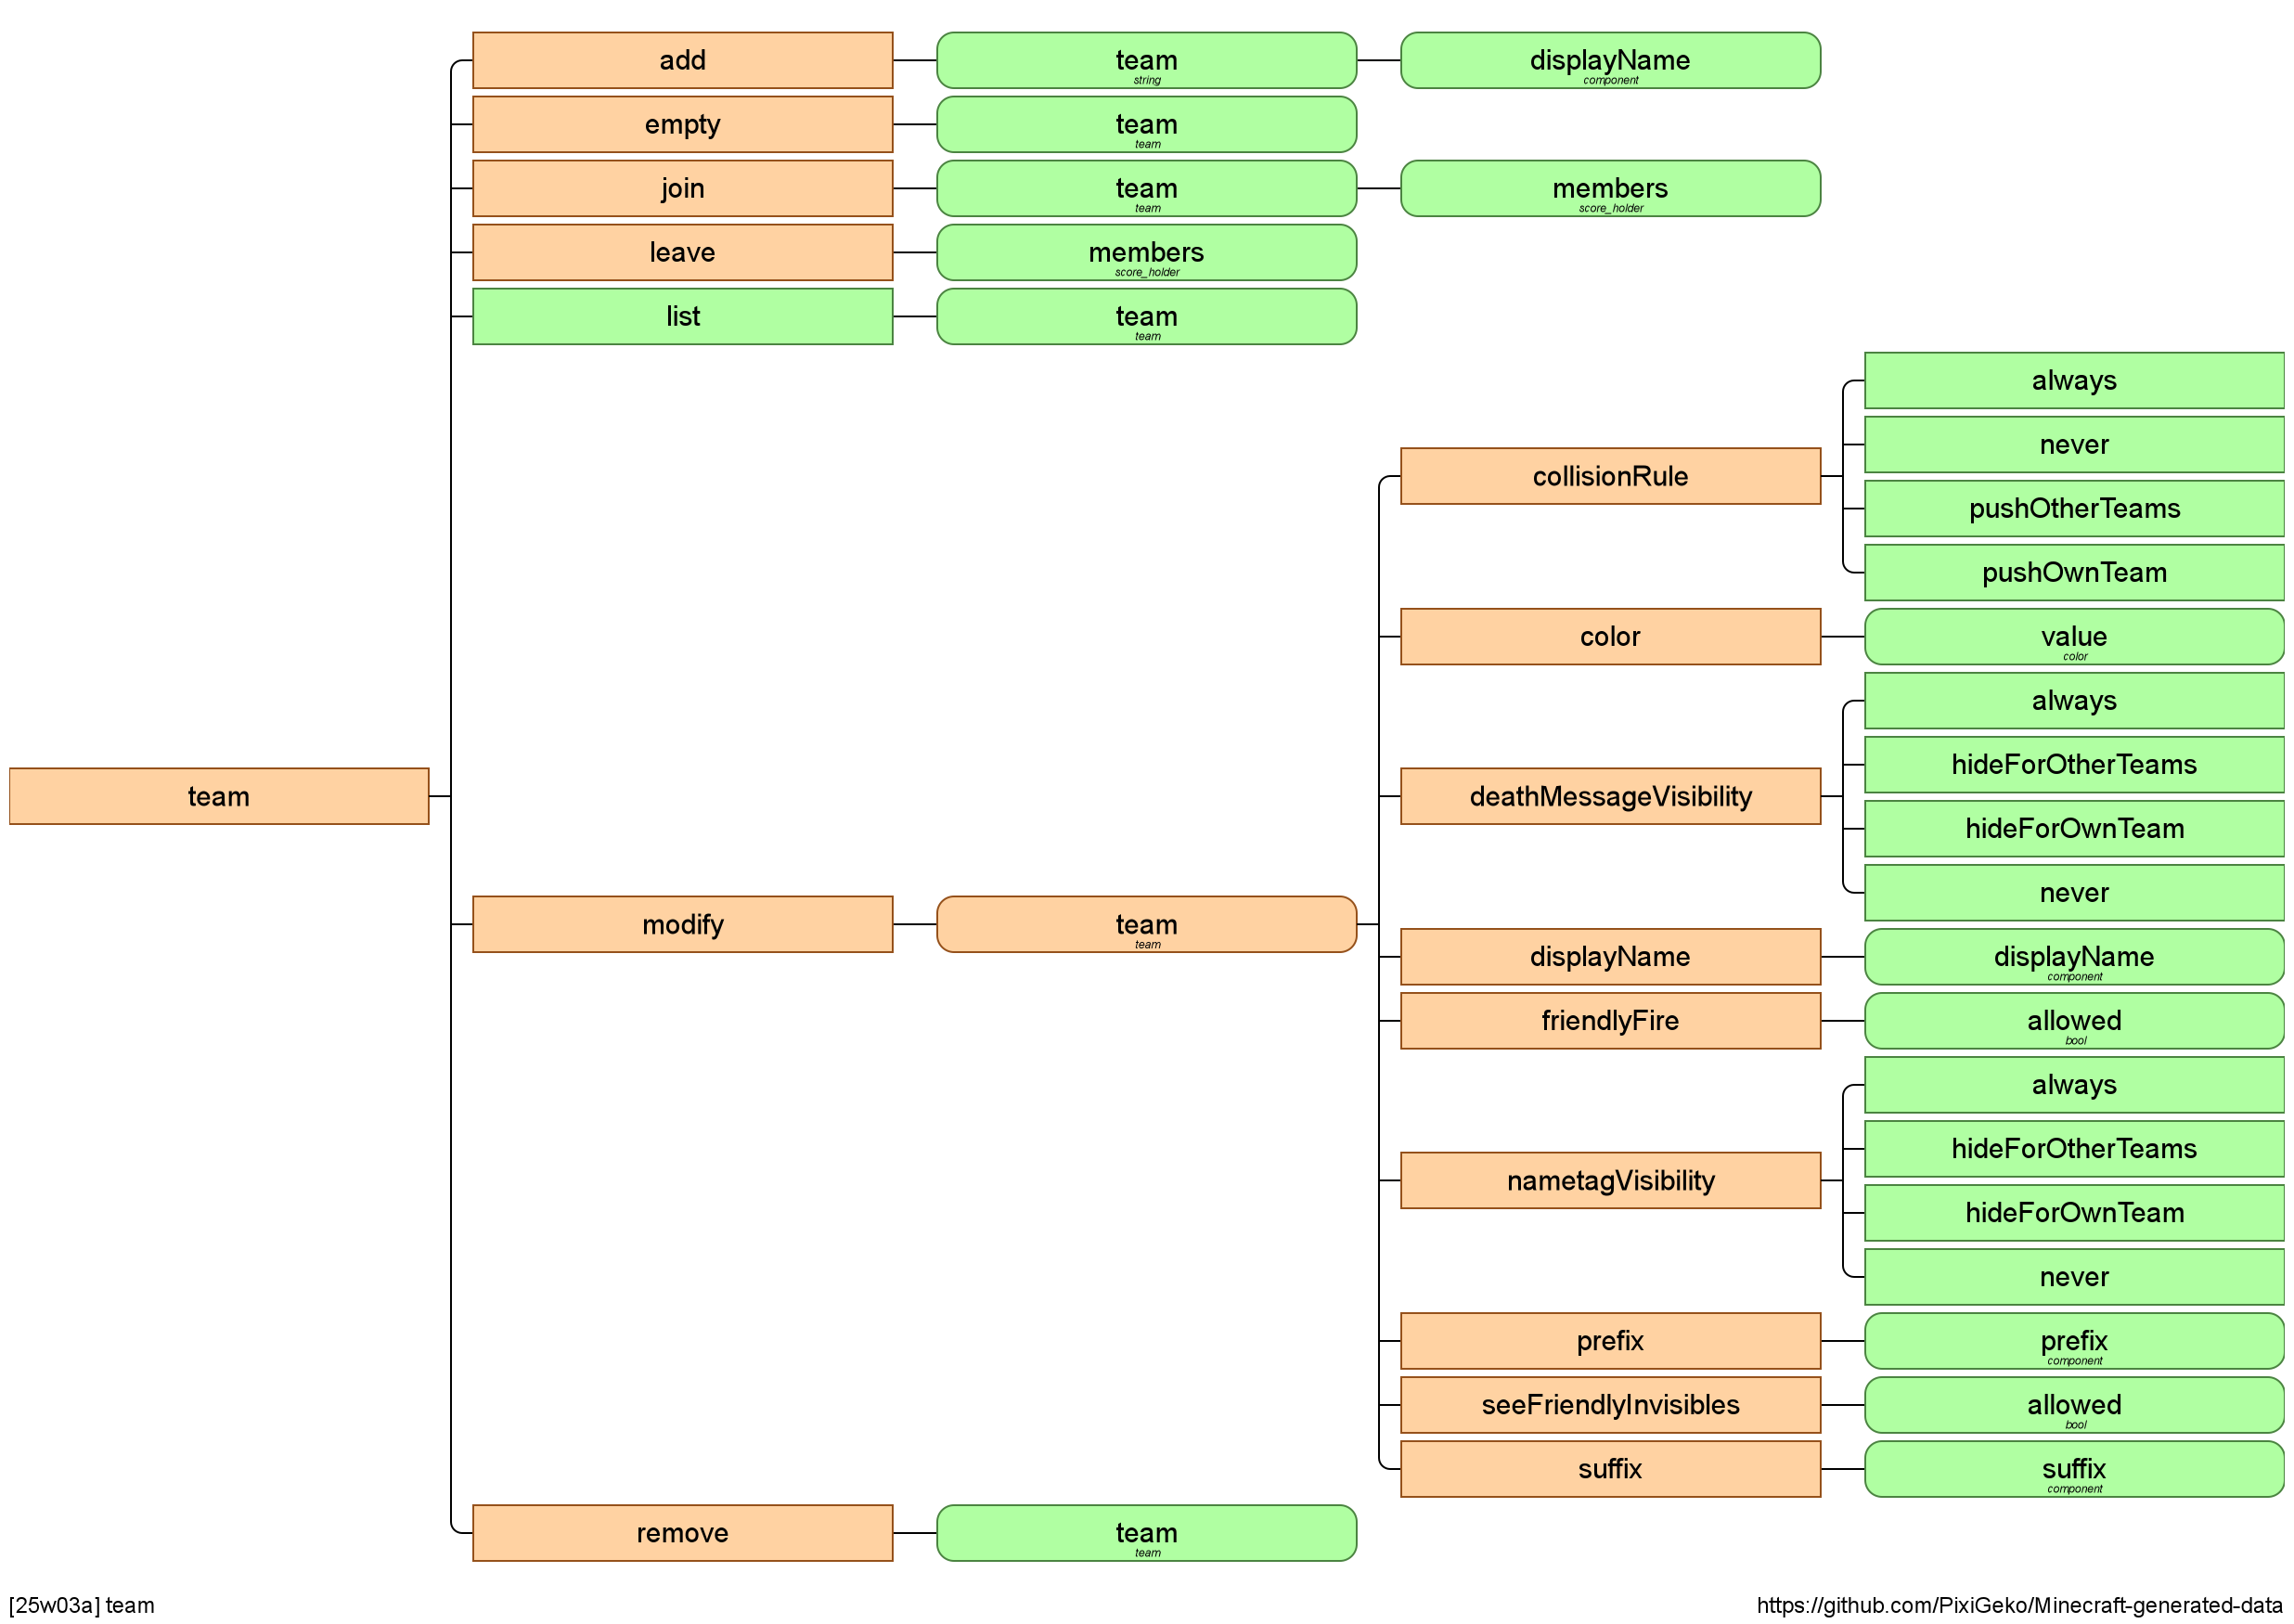 add
team
string
displayName
component
empty
team
team
join
team
team
members
score_holder
leave
members
score_holder
list
team
team
always
never
collisionRule
pushOtherTeams
pushOwnTeam
color
value
color
always
hideForOtherTeams
team
deathMessageVisibility
hideForOwnTeam
never
modify
team
team
displayName
displayName
component
friendlyFire
allowed
bool
always
hideForOtherTeams
nametagVisibility
hideForOwnTeam
never
prefix
prefix
component
seeFriendlyInvisibles
allowed
bool
suffix
suffix
component
remove
team
team
[25w03a] team
https://github.com/PixiGeko/Minecraft-generated-data